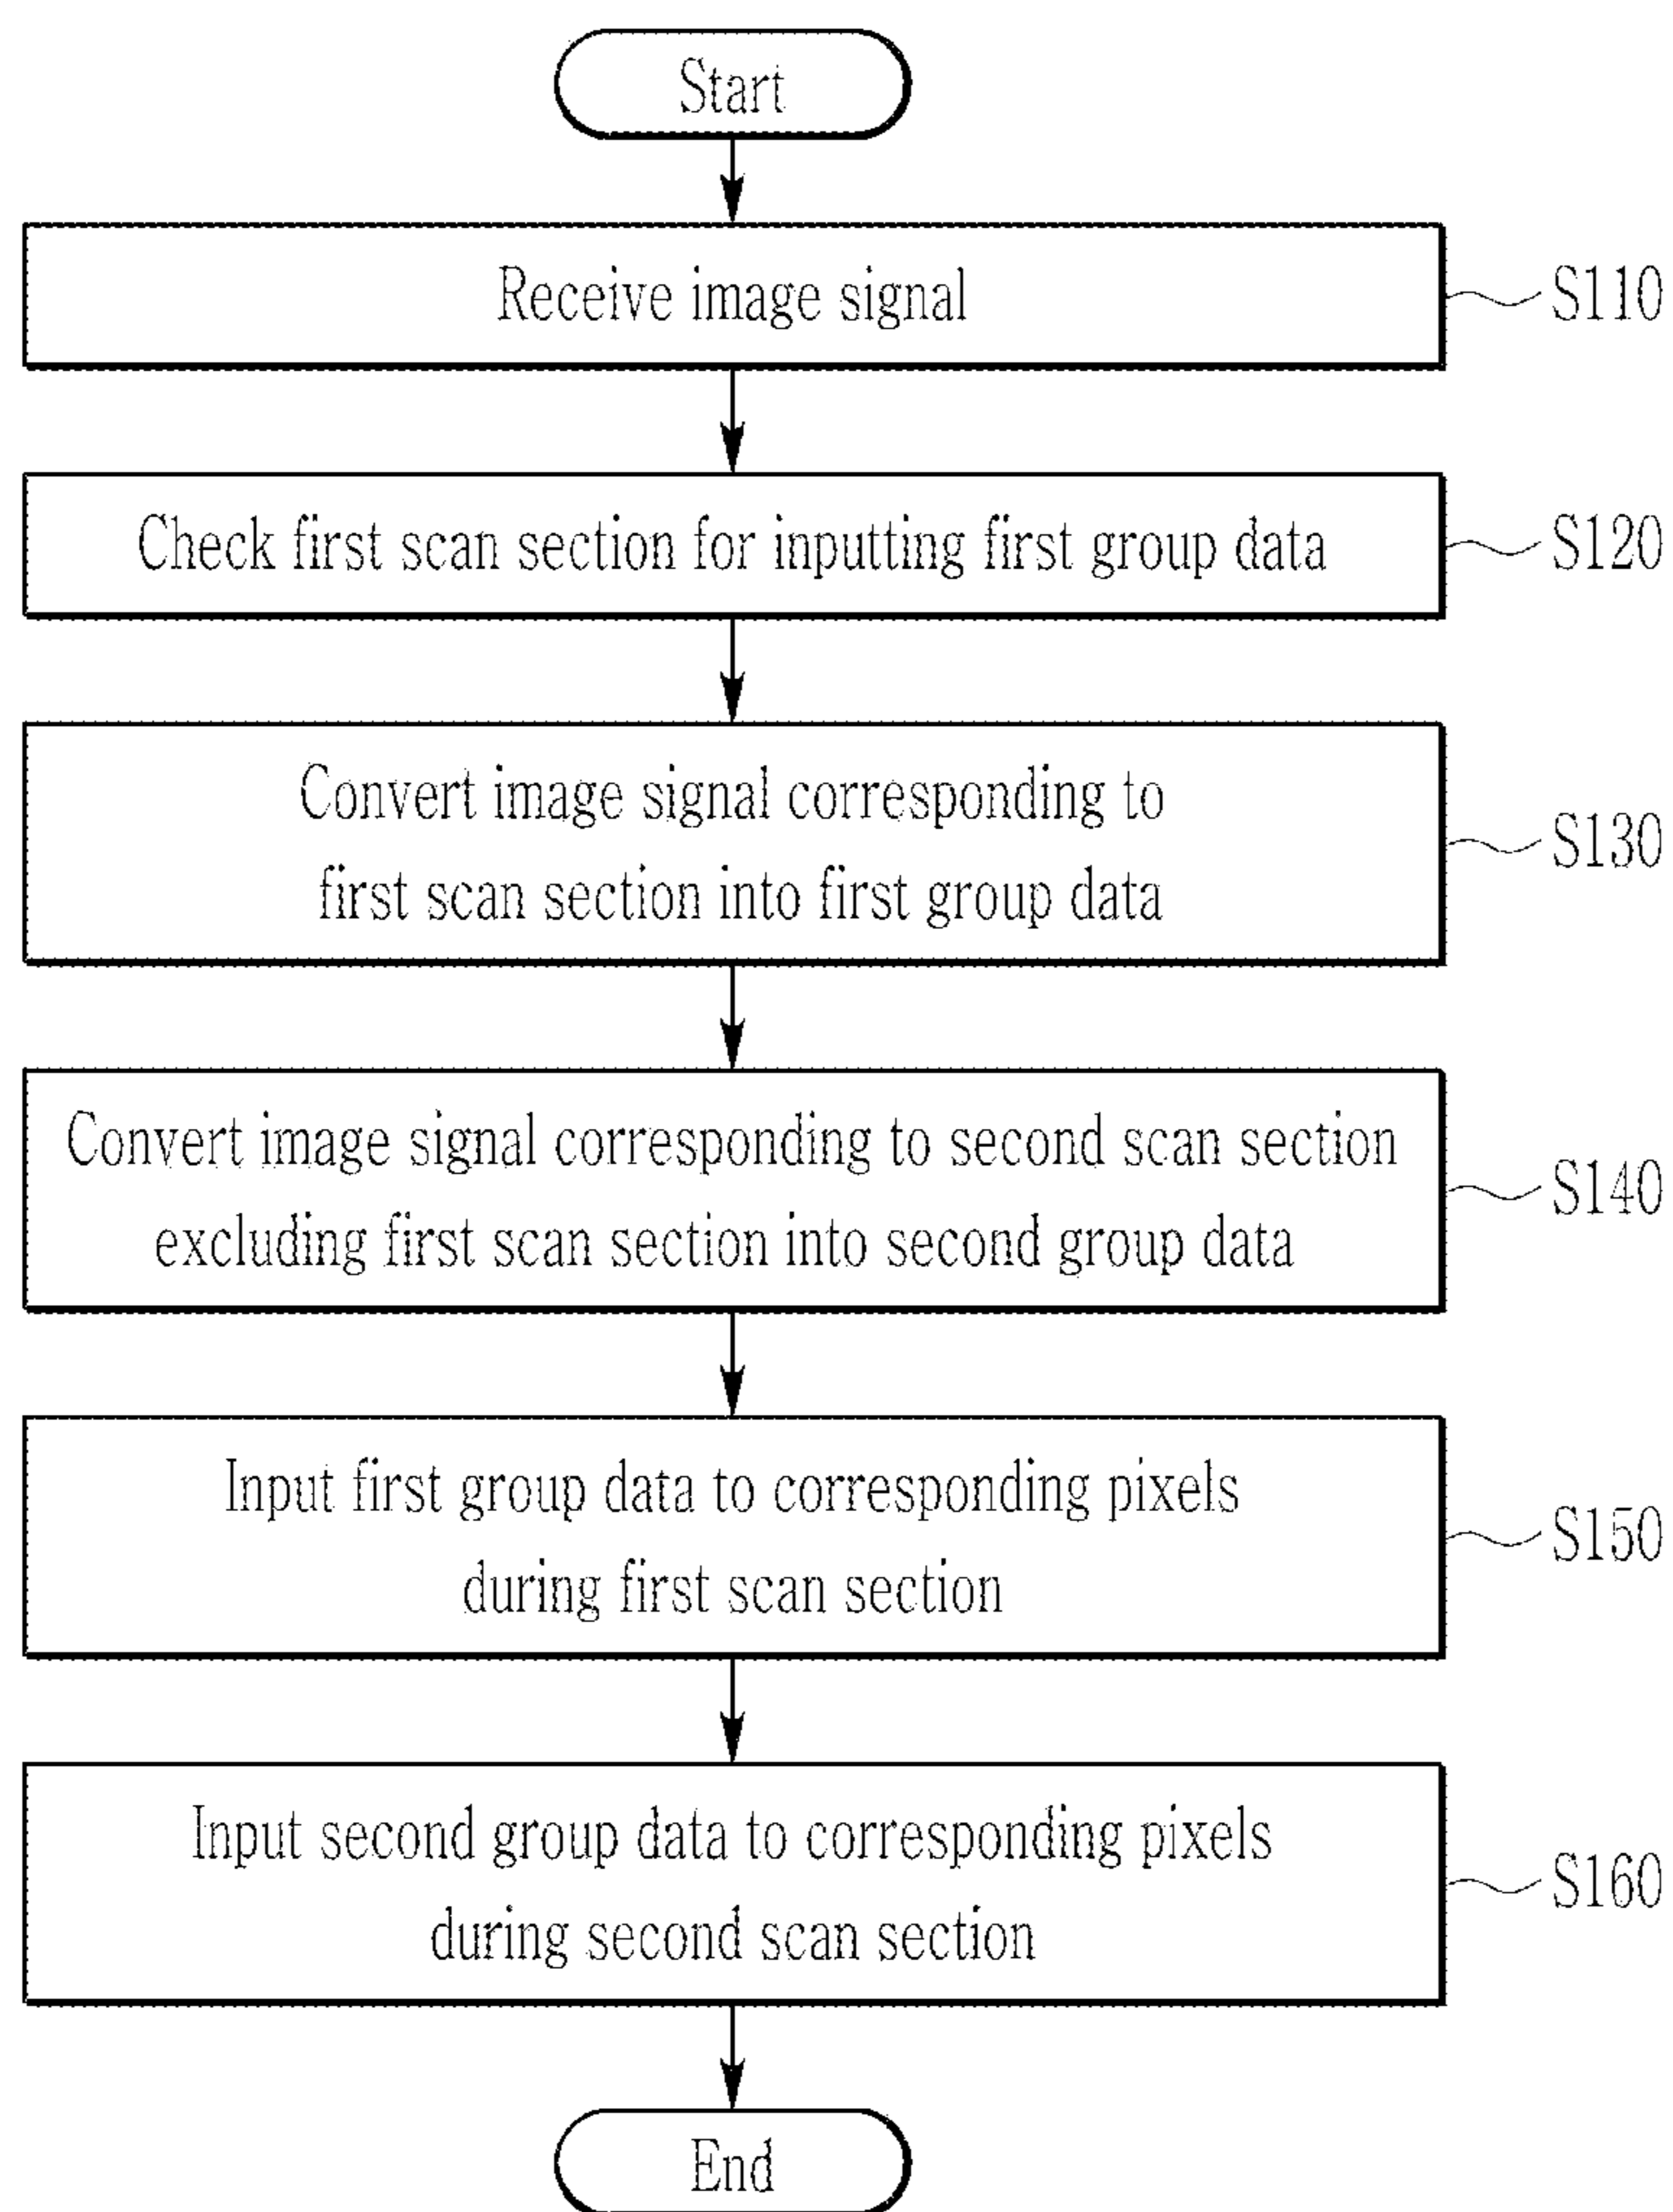 Start
Receive image signal
S110
Check first scan section for inputting first group data
S120
Convert image signal corresponding to
first scan section into first group data
S130
Convert image signal corresponding to second scan section
excluding first scan section into second group data
S140
Input first group data to corresponding pixels
during first scan section
S150
Input second group data to corresponding pixels
during second scan section
S160
End